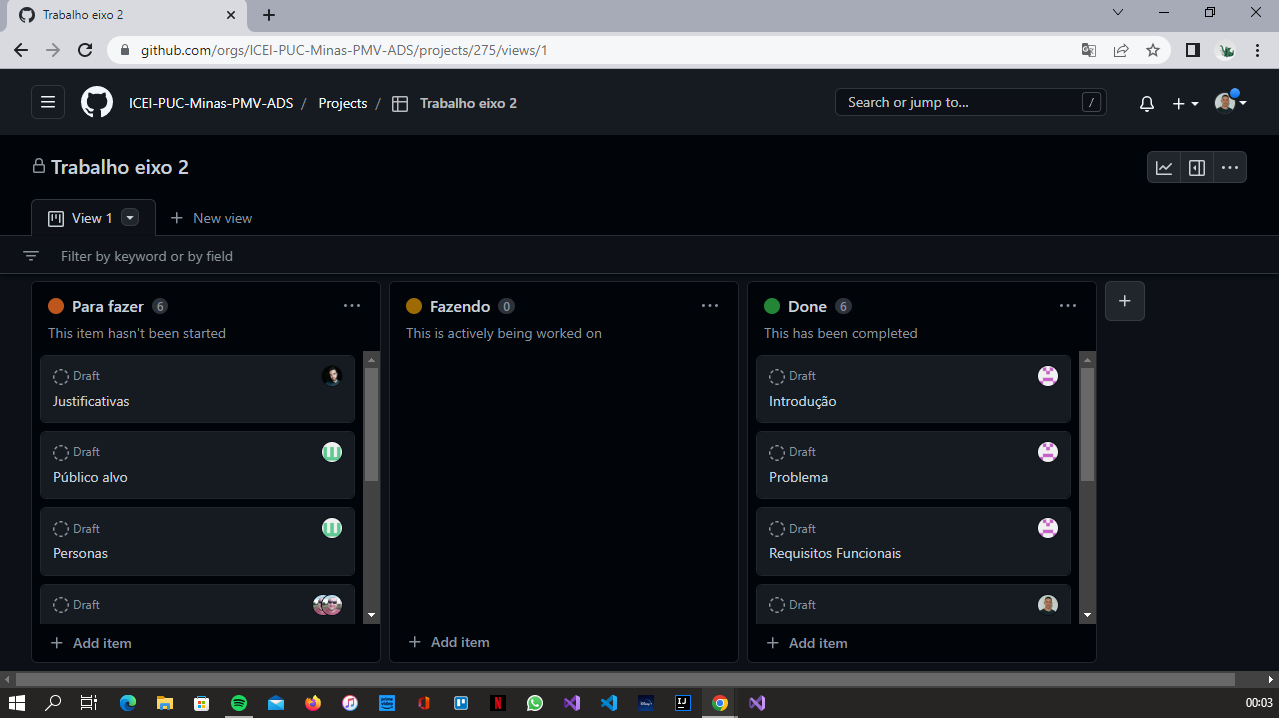 Trabalho eixo 2
github.com/orgs/ICEI-PUC-Minas-PMV-ADS/projects/275/views/1
ICEI-PUC-Minas-PMV-ADS / Projects / Trabalho eixo 2
Search or jump to... /
Trabalho eixo 2
View 1 New view
Filter by keyword or by field
Para fazer 6
This item hasn't been started
Draft
Justificativas
Draft
Público alvo
Draft
Personas
Draft
Add item
Fazendo 0
This is actively being worked on
Add item
Done 6
This has been completed
Draft
Introdução
Draft
Problema
Draft
Requisitos Funcionais
Draft
Add item
N
IJ
00:03